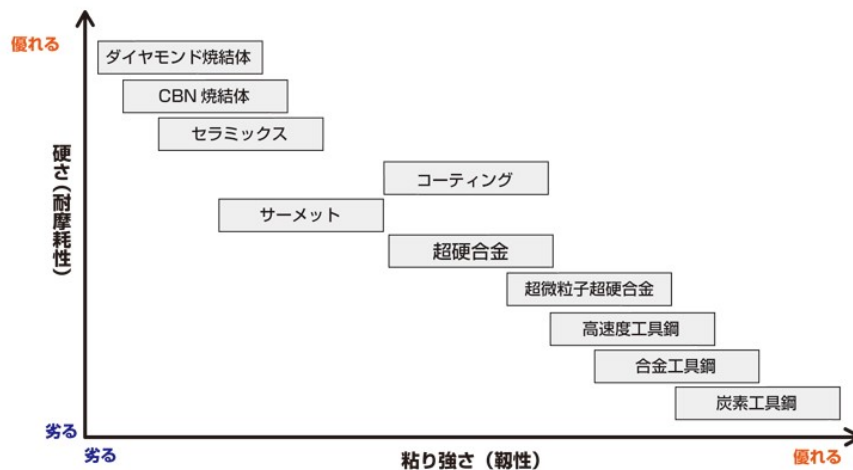 優れる
ダイヤモンド焼結体
CBN 焼結体
セラミックス
硬さ(耐摩耗性)
コーティング
サーメット
超硬合金
超微粒子超硬合金
高速度工具鋼
合金工具鋼
炭素工具鋼
劣る
劣る
粘り強さ（靱性）
優れる